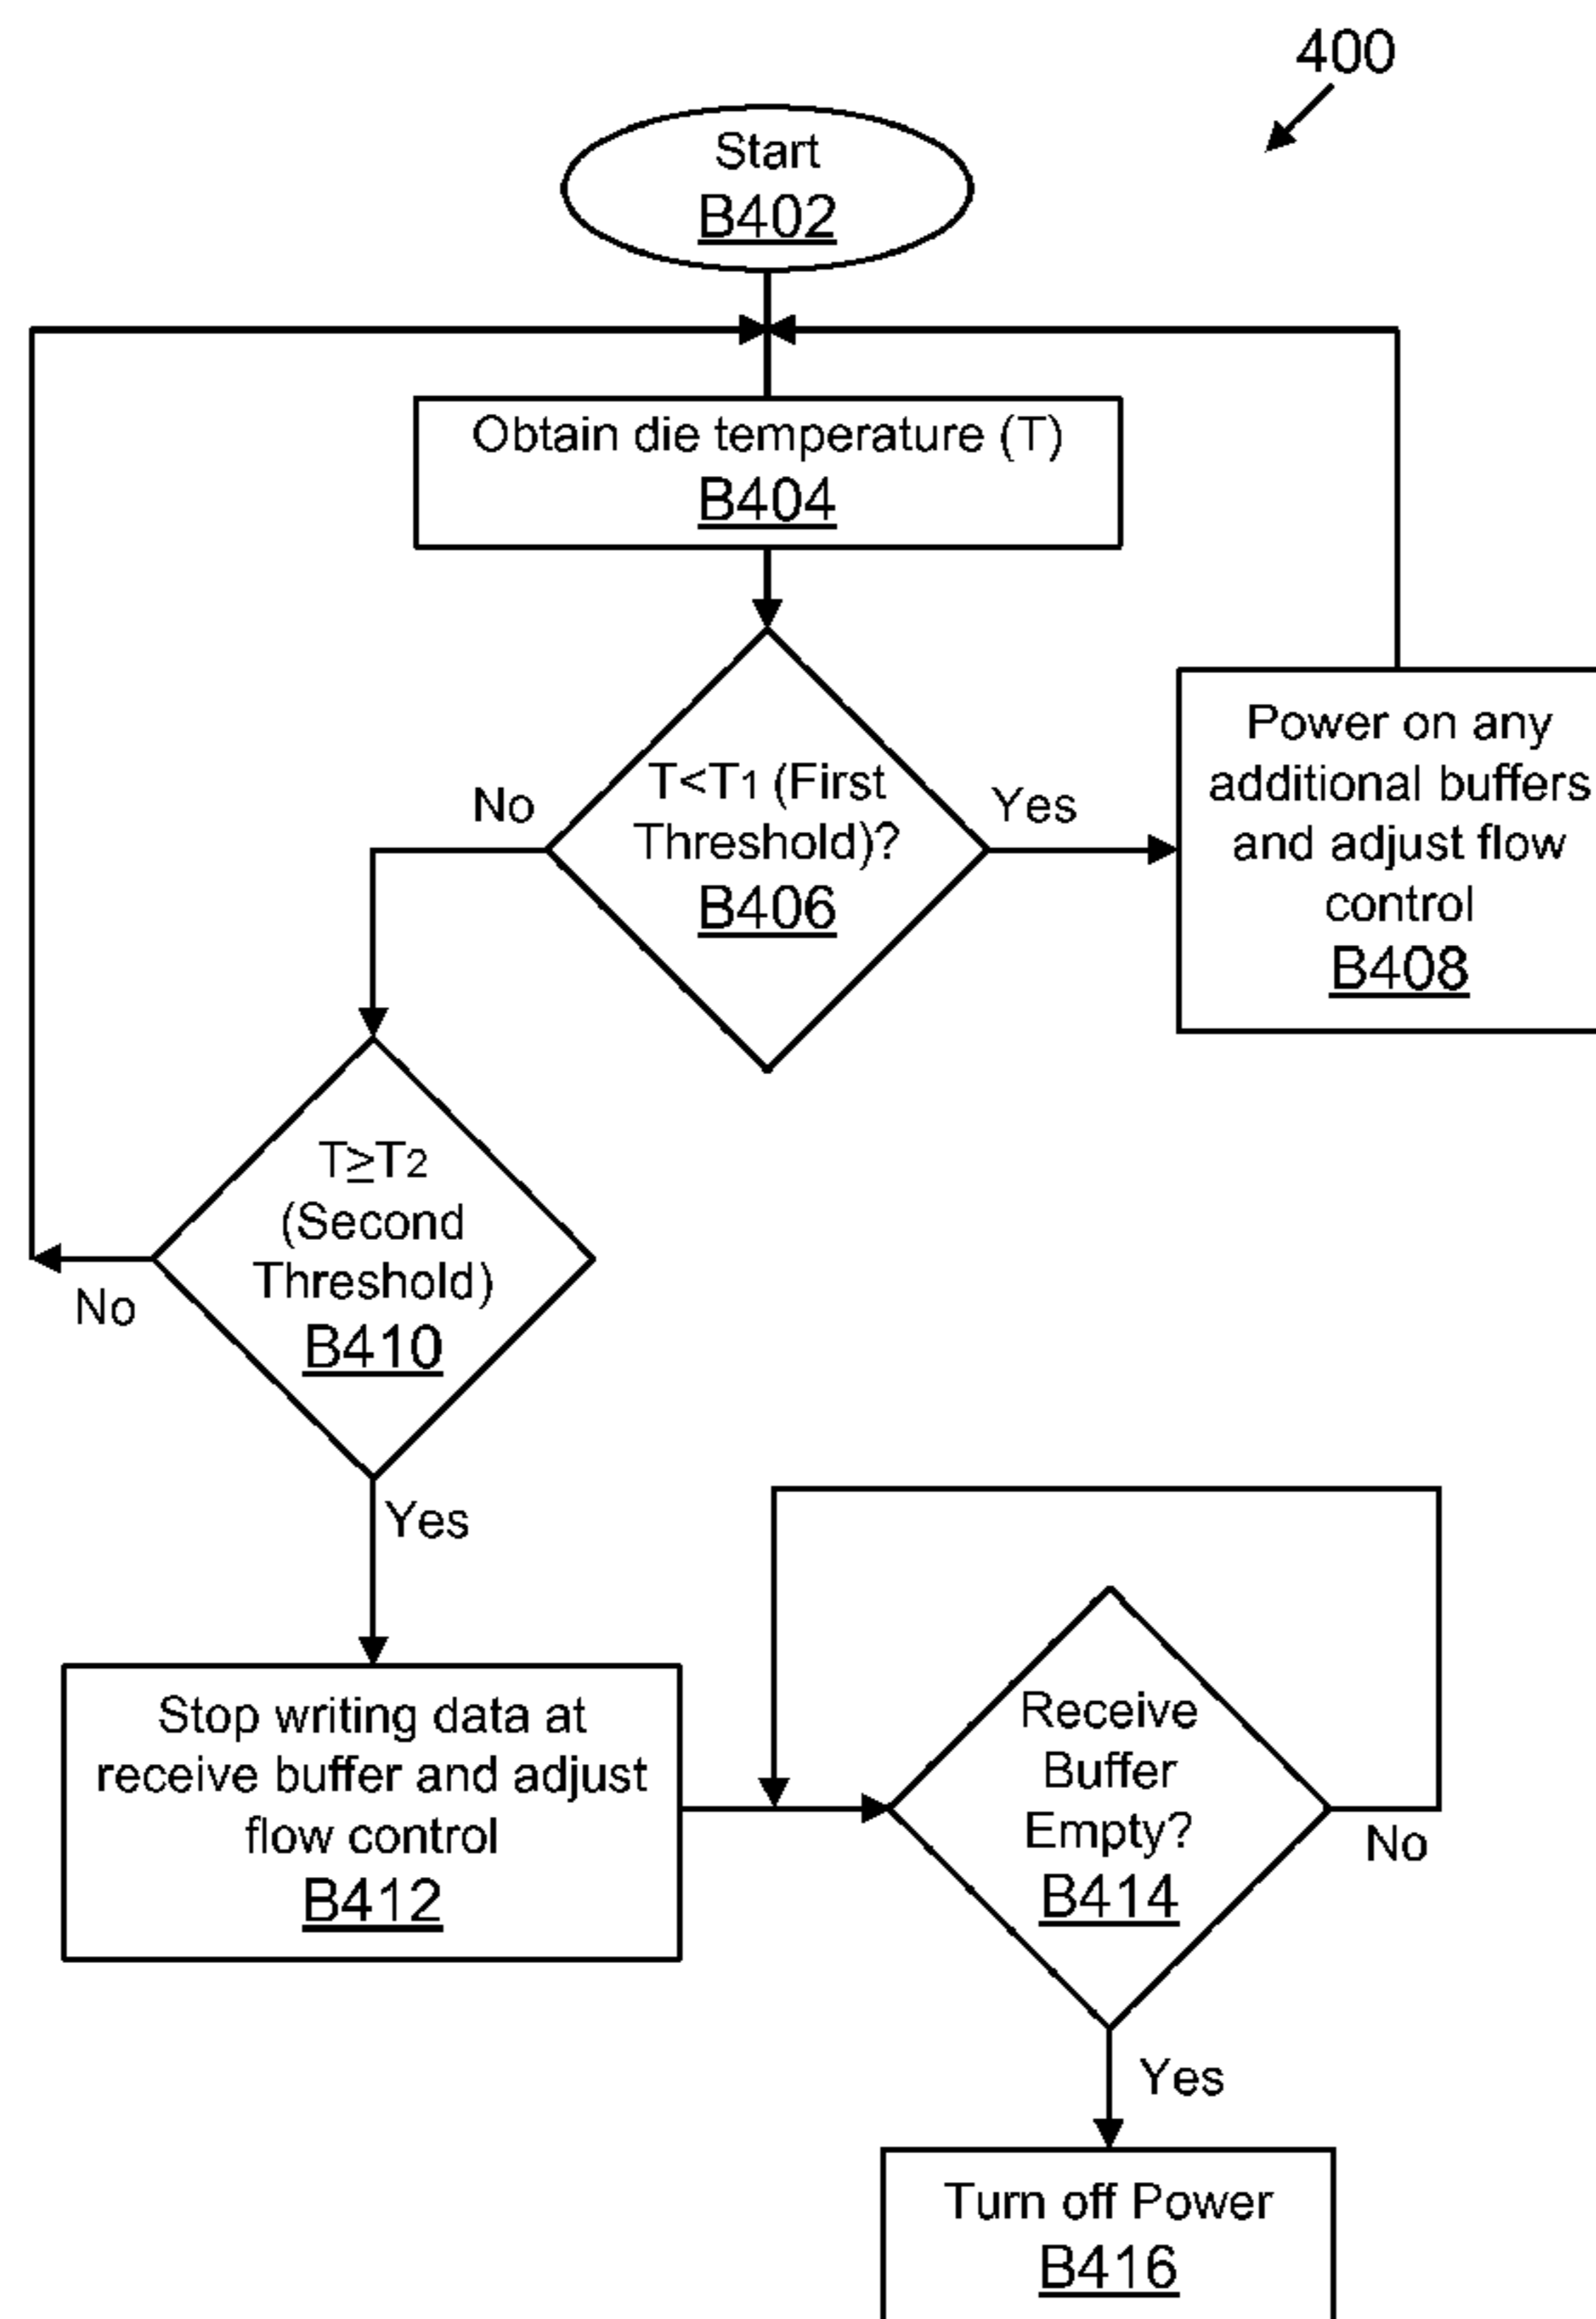 400
Start
B402
Obtain die temperature (T)
B404
T<T1 (First
Threshold)?
B406
No
Yes
Power on any
additional buffers
and adjust flow
control
B408
T≥T2
(Second
Threshold)
B410
No
Yes
Stop writing data at
receive buffer and adjust
flow control
B412
Receive
Buffer
Empty?
B414
No
Yes
Turn off Power
B416